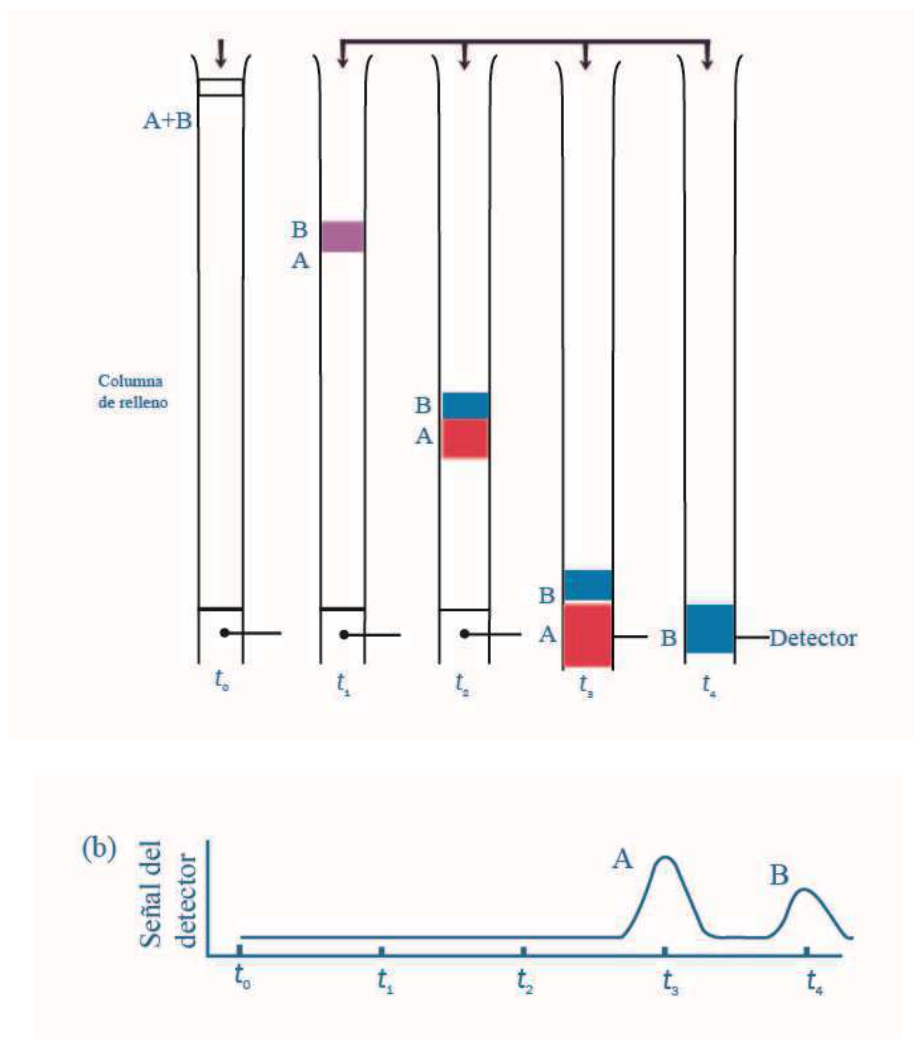 A+B
B
A
Columna
de relleno
B
A
B
A
B
Detector
t₀
t₁
t₂
t₃
t₄
(b)
Señal del
detector
A
B
t₀
t₁
t₂
t₃
t₄